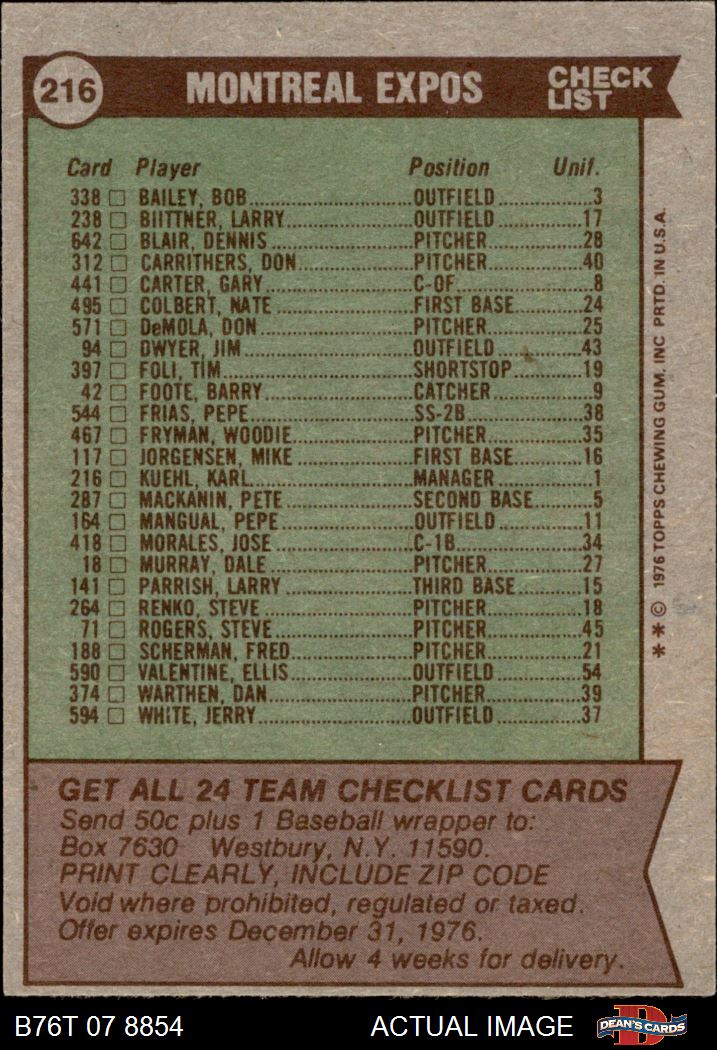 216 MONTREAL EXPOS CHECK LIST
Card Player Position Unif.
338 □ BAILEY, BOB OUTFIELD 3
238 □ BIITTNER, LARRY OUTFIELD 17
642 □ BLAIR, DENNIS PITCHER 28
312 □ CARRITHERS, DON PITCHER 40
441 □ CARTER, GARY C-OF 8
495 □ COLBERT, NATE FIRST BASE 24
571 □ DeMOLA, DON PITCHER 25
94 □ DWYER, JIM OUTFIELD 43
397 □ FOLI, TIM SHORTSTOP 19
42 □ FOOTE, BARRY CATCHER 9
544 □ FRIAS, PEPE SS-2B 38
467 □ FRYMAN, WOODIE PITCHER 35
117 □ JORGENSEN, MIKE FIRST BASE 16
216 □ KUEHL, KARL MANAGER 1
287 □ MACKANIN, PETE SECOND BASE 5
164 □ MANGUAL, PEPE OUTFIELD 11
418 □ MORALES, JOSE C-1B 34
18 □ MURRAY, DALE PITCHER 27
141 □ PARRISH, LARRY THIRD BASE 15
264 □ RENKO, STEVE PITCHER 18
71 □ ROGERS, STEVE PITCHER 45
188 □ SCHERMAN, FRED PITCHER 21
590 □ VALENTINE, ELLIS OUTFIELD 54
374 □ WARTHEN, DAN PITCHER 39
594 □ WHITE, JERRY OUTFIELD 37
* * © 1976 TOPPS CHEWING GUM, INC PRTD. IN U.S.A.
GET ALL 24 TEAM CHECKLIST CARDS
Send 50c plus 1 Baseball wrapper to:
Box 7630 Westbury, N.Y. 11590.
PRINT CLEARLY, INCLUDE ZIP CODE
Void where prohibited, regulated or taxed.
Offer expires December 31, 1976.
Allow 4 weeks for delivery.
B76T 07 8854 ACTUAL IMAGE D DEAN'S CARDS